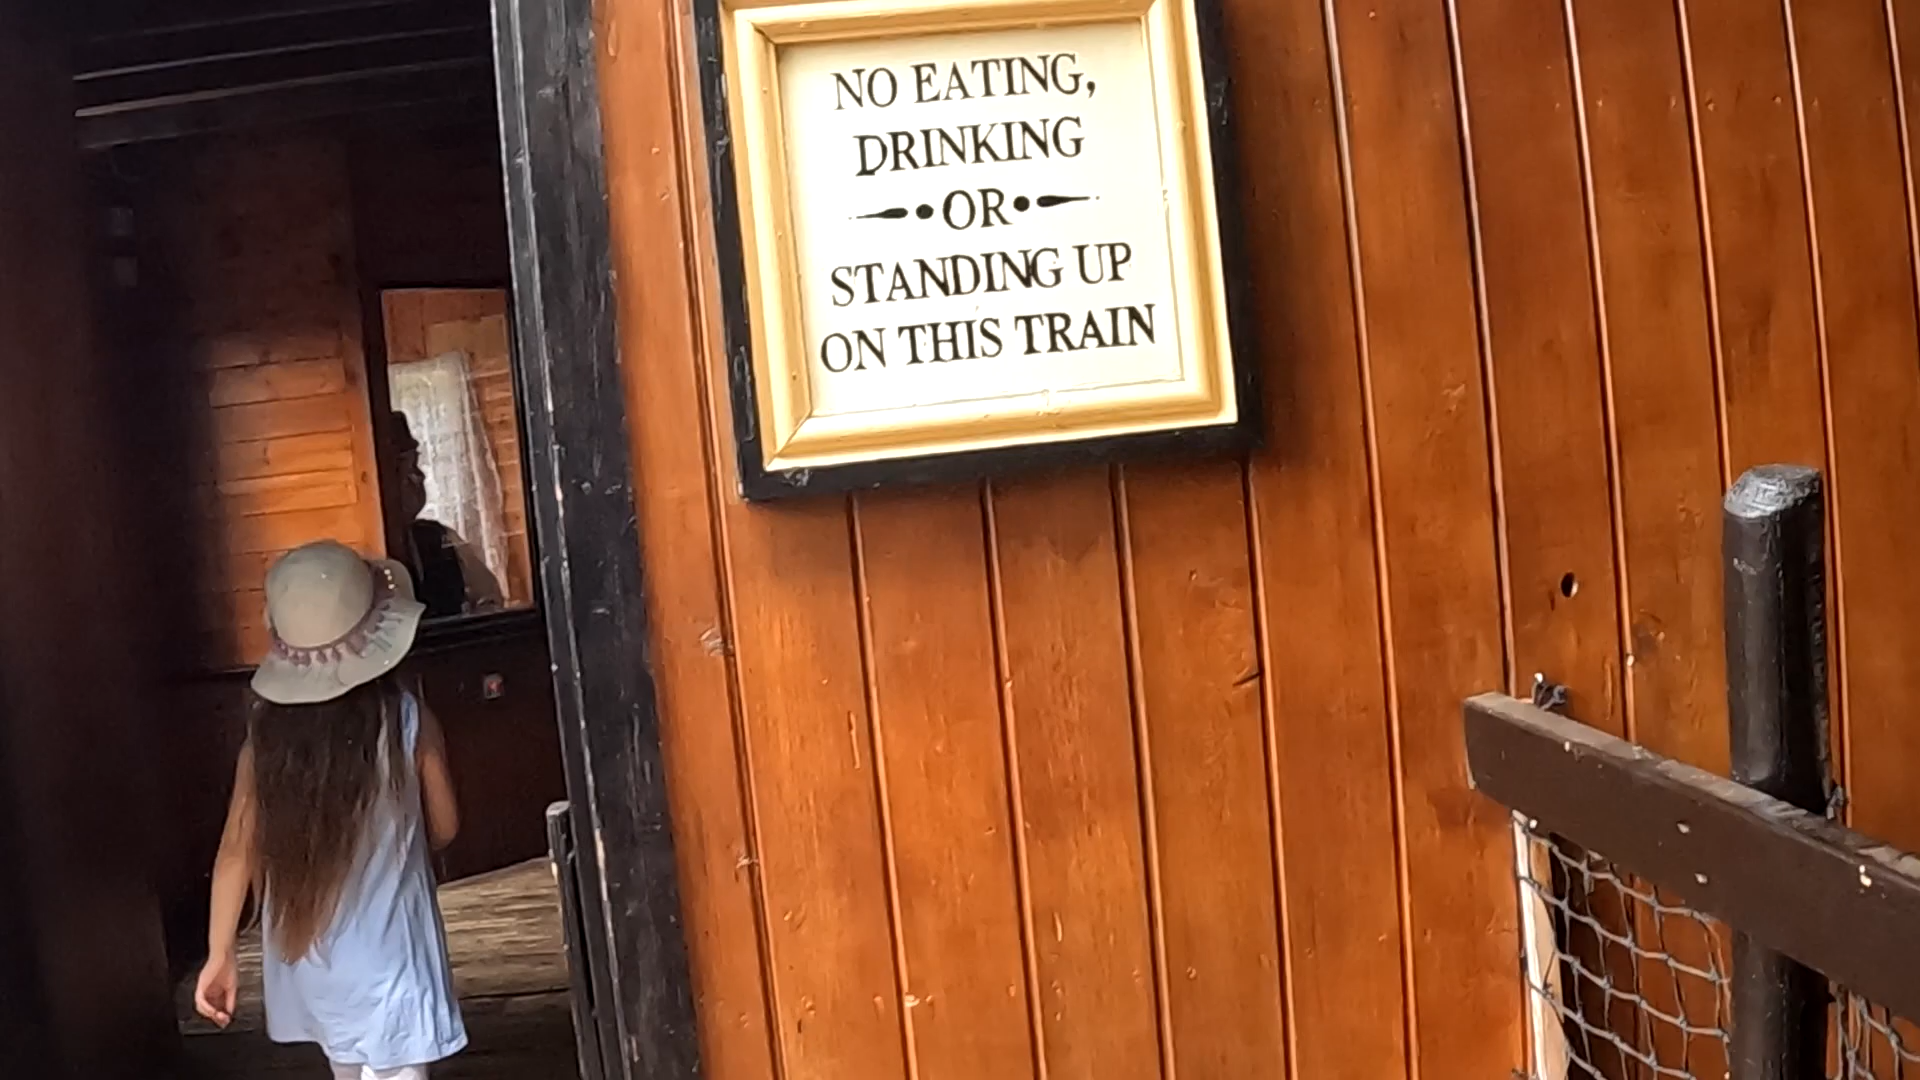 NO EATING,
DRINKING
OR
STANDING UP
ON THIS TRAIN